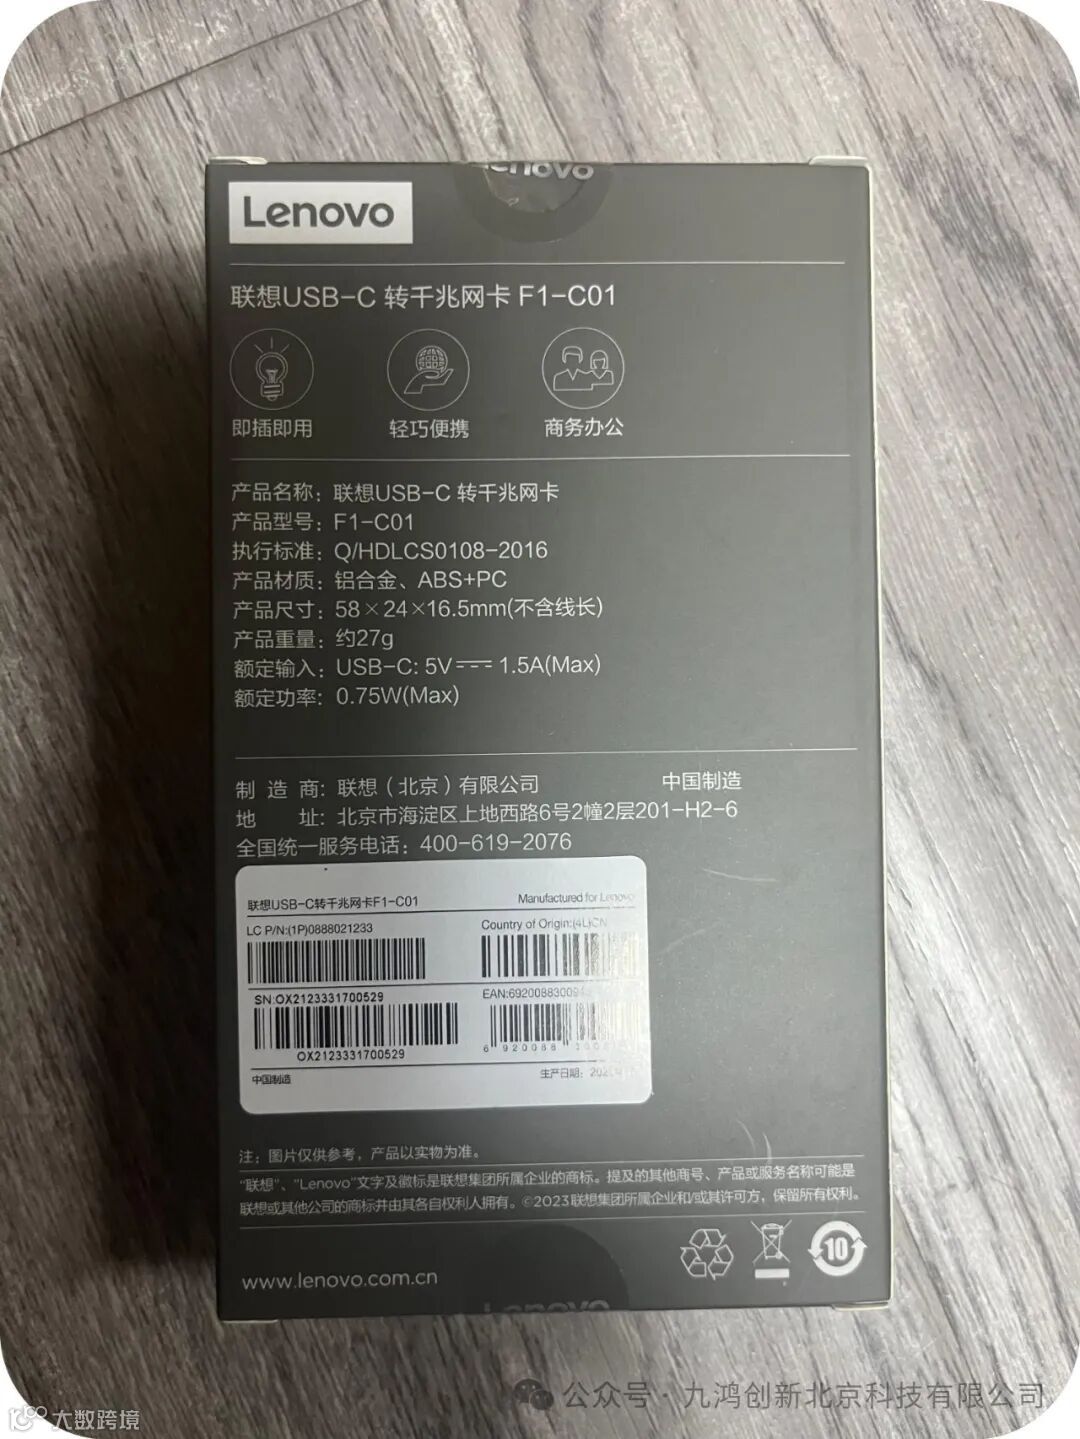 Lenovo
Lenovo
联想USB-C 转千兆网卡 F1-C01
即插即用
轻巧便携
商务办公
产品名称：联想USB-C 转千兆网卡
产品型号：F1-C01
执行标准：Q/HDLCS0108-2016
产品材质：铝合金、ABS+PC
产品尺寸：58×24×16.5mm(不含线长)
产品重量：约27g
额定输入：USB-C: 5V⎓1.5A(Max)
额定功率：0.75W(Max)
制 造 商：联想（北京）有限公司 中国制造
地 址：北京市海淀区上地西路6号2幢2层201-H2-6
全国统一服务电话：400-619-2076
联想USB-C转千兆网卡F1-C01 Manufactured for Lenovo
LC P/N:(1P)0888021233 Country of Origin:(4L)CN
SN:OX2123331700529 EAN:692008830
OX2123331700529 6 920088
中国制造 生产日期：
注：图片仅供参考，产品以实物为准。
“联想”、“Lenovo”文字及徽标是联想集团所属企业的商标。提及的其他商号、产品或服务名称可能是
联想或其他公司的商标并由其各自权利人拥有。©2023联想集团所属企业和/或其许可方，保留所有权利。
10
www.lenovo.com.cn
Lenovo
公众号·九鸿创新北京科技有限公司
大数跨境